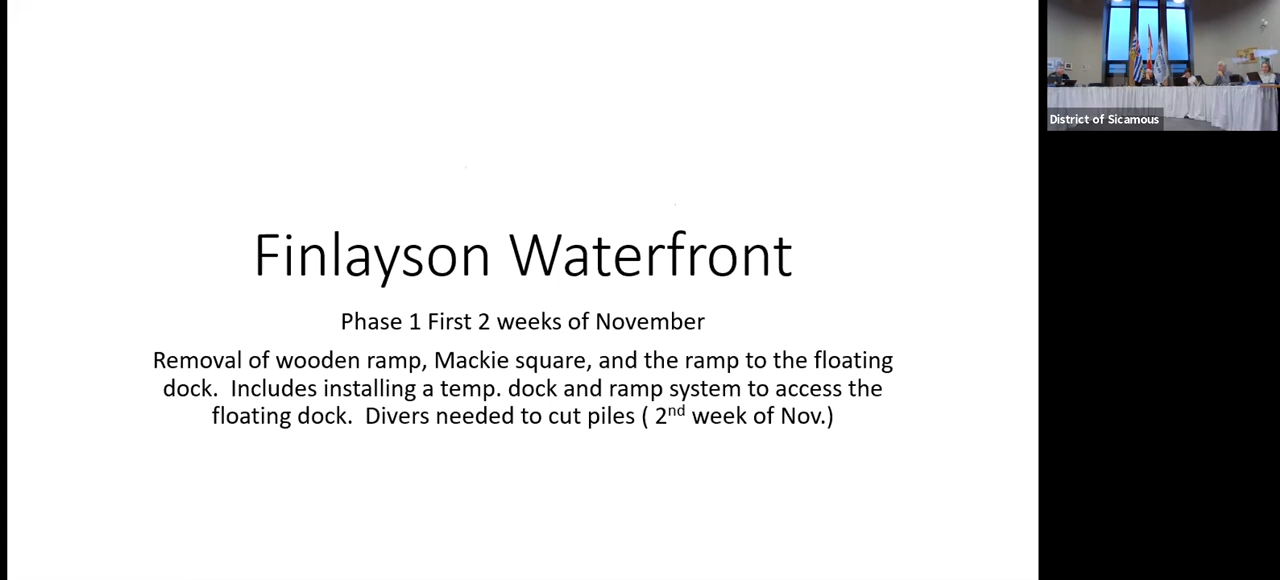 Finlayson Waterfront
Phase 1 First 2 weeks of November
Removal of wooden ramp, Mackie square, and the ramp to the floating
dock.  Includes installing a temp. dock and ramp system to access the
floating dock.  Divers needed to cut piles ( 2nd week of Nov.)
District of Sicamous